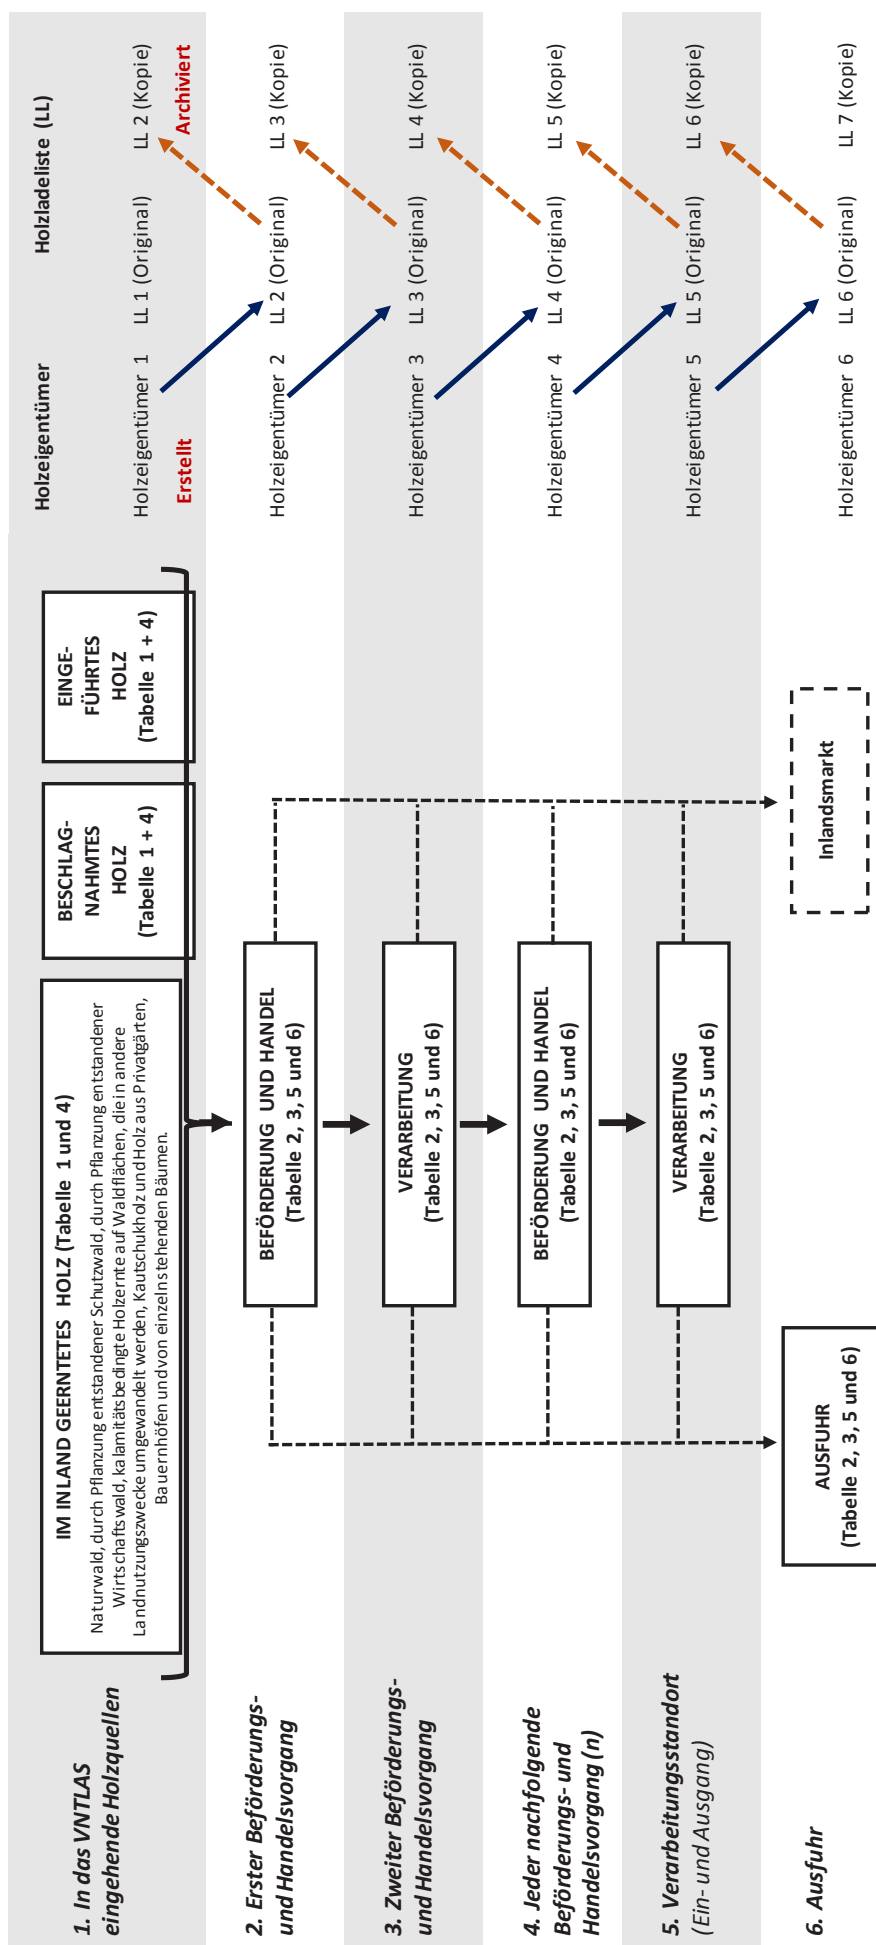 Holzeigentümer
Holzladeliste (LL)
1. In das VNTLAS
eingehende Holzquellen
IM INLAND GEERNTETES HOLZ (Tabelle 1 und 4)
Naturwald, durch Pflanzung entstandener Schutzwald, durch Pflanzung entstandener
Wirtschaftswald, kalamitätsbedingte Holzernte auf Waldflächen, die in andere
Landnutzungszwecke umgewandelt werden, Kautschukholz und Holz aus Privatgärten,
Bauernhöfen und von einzelnstehenden Bäumen.
BESCHLAG-
NAHMTES
HOLZ
(Tabelle 1 + 4)
EINGE-
FÜHRTES
HOLZ
(Tabelle 1 + 4)
Holzeigentümer 1
LL 1 (Original)
LL 2 (Kopie)
Erstellt
Archiviert
2. Erster Beförderungs-
und Handelsvorgang
BEFÖRDERUNG UND HANDEL
(Tabelle 2, 3, 5 und 6)
Holzeigentümer 2
LL 2 (Original)
LL 3 (Kopie)
3. Zweiter Beförderungs-
und Handelsvorgang
VERARBEITUNG
(Tabelle 2, 3, 5 und 6)
Holzeigentümer 3
LL 3 (Original)
LL 4 (Kopie)
4. Jeder nachfolgende
Beförderungs- und
Handelsvorgang (n)
BEFÖRDERUNG UND HANDEL
(Tabelle 2, 3, 5 und 6)
Holzeigentümer 4
LL 4 (Original)
LL 5 (Kopie)
5. Verarbeitungsstandort
(Ein- und Ausgang)
VERARBEITUNG
(Tabelle 2, 3, 5 und 6)
Holzeigentümer 5
LL 5 (Original)
LL 6 (Kopie)
6. Ausfuhr
AUSFUHR
(Tabelle 2, 3, 5 und 6)
Inlandsmarkt
Holzeigentümer 6
LL 6 (Original)
LL 7 (Kopie)